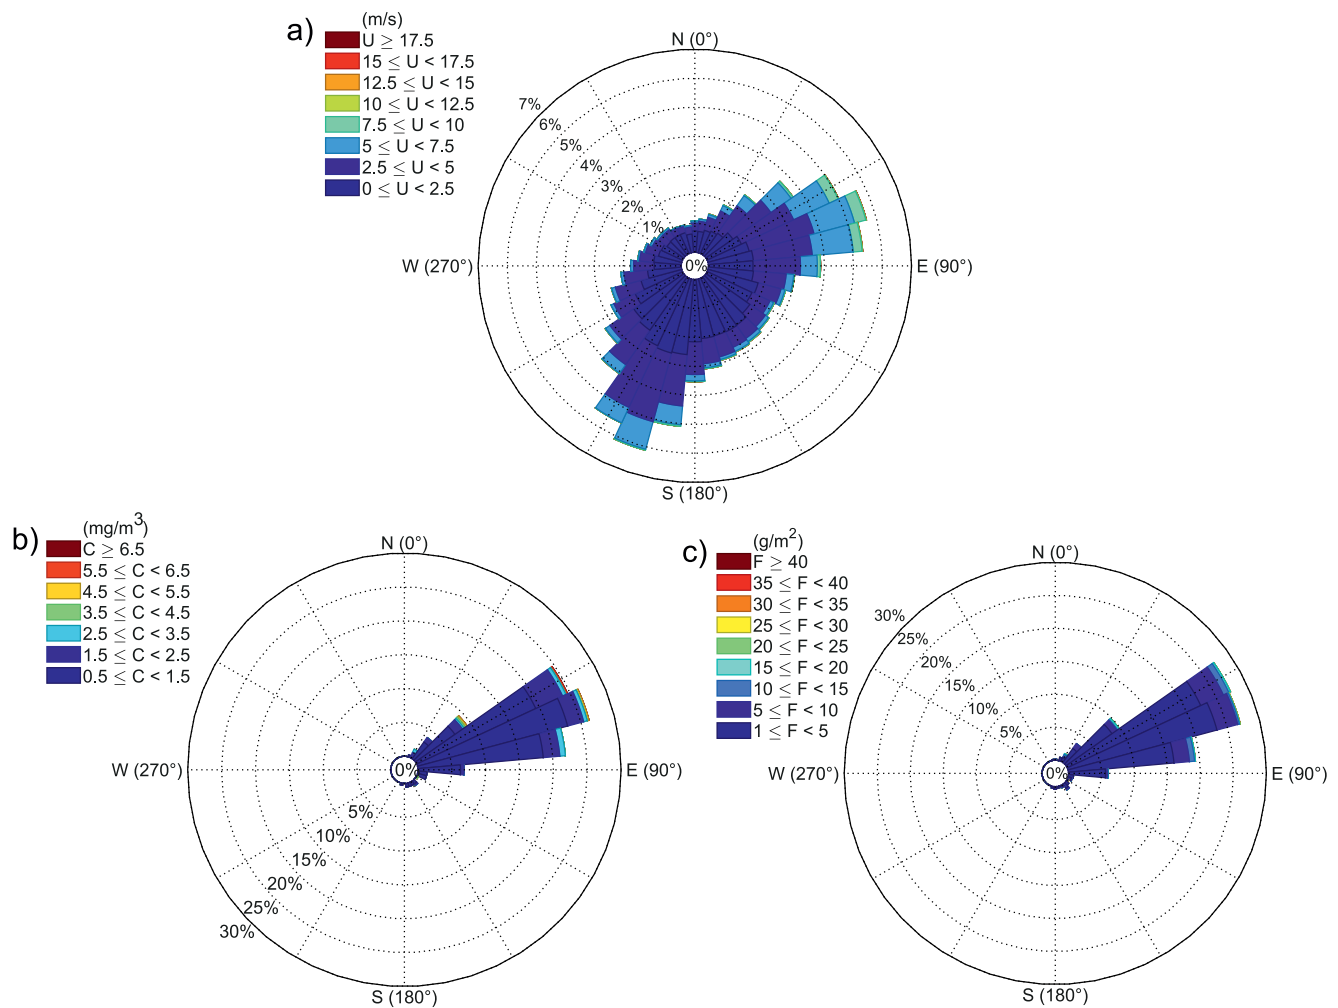 a)
(m/s)
U ≥ 17.5
15 ≤ U < 17.5
12.5 ≤ U < 15
10 ≤ U < 12.5
7.5 ≤ U < 10
5 ≤ U < 7.5
2.5 ≤ U < 5
0 ≤ U < 2.5
N (0°)
7%
6%
5%
4%
3%
2%
1%
0%
W (270°)
E (90°)
S (180°)
b)
(mg/m³)
C ≥ 6.5
5.5 ≤ C < 6.5
4.5 ≤ C < 5.5
3.5 ≤ C < 4.5
2.5 ≤ C < 3.5
1.5 ≤ C < 2.5
0.5 ≤ C < 1.5
N (0°)
W (270°)
0%
E (90°)
5%
10%
15%
20%
25%
30%
S (180°)
c)
(g/m²)
F ≥ 40
35 ≤ F < 40
30 ≤ F < 35
25 ≤ F < 30
20 ≤ F < 25
15 ≤ F < 20
10 ≤ F < 15
5 ≤ F < 10
1 ≤ F < 5
N (0°)
30%
25%
20%
15%
10%
5%
0%
W (270°)
E (90°)
S (180°)